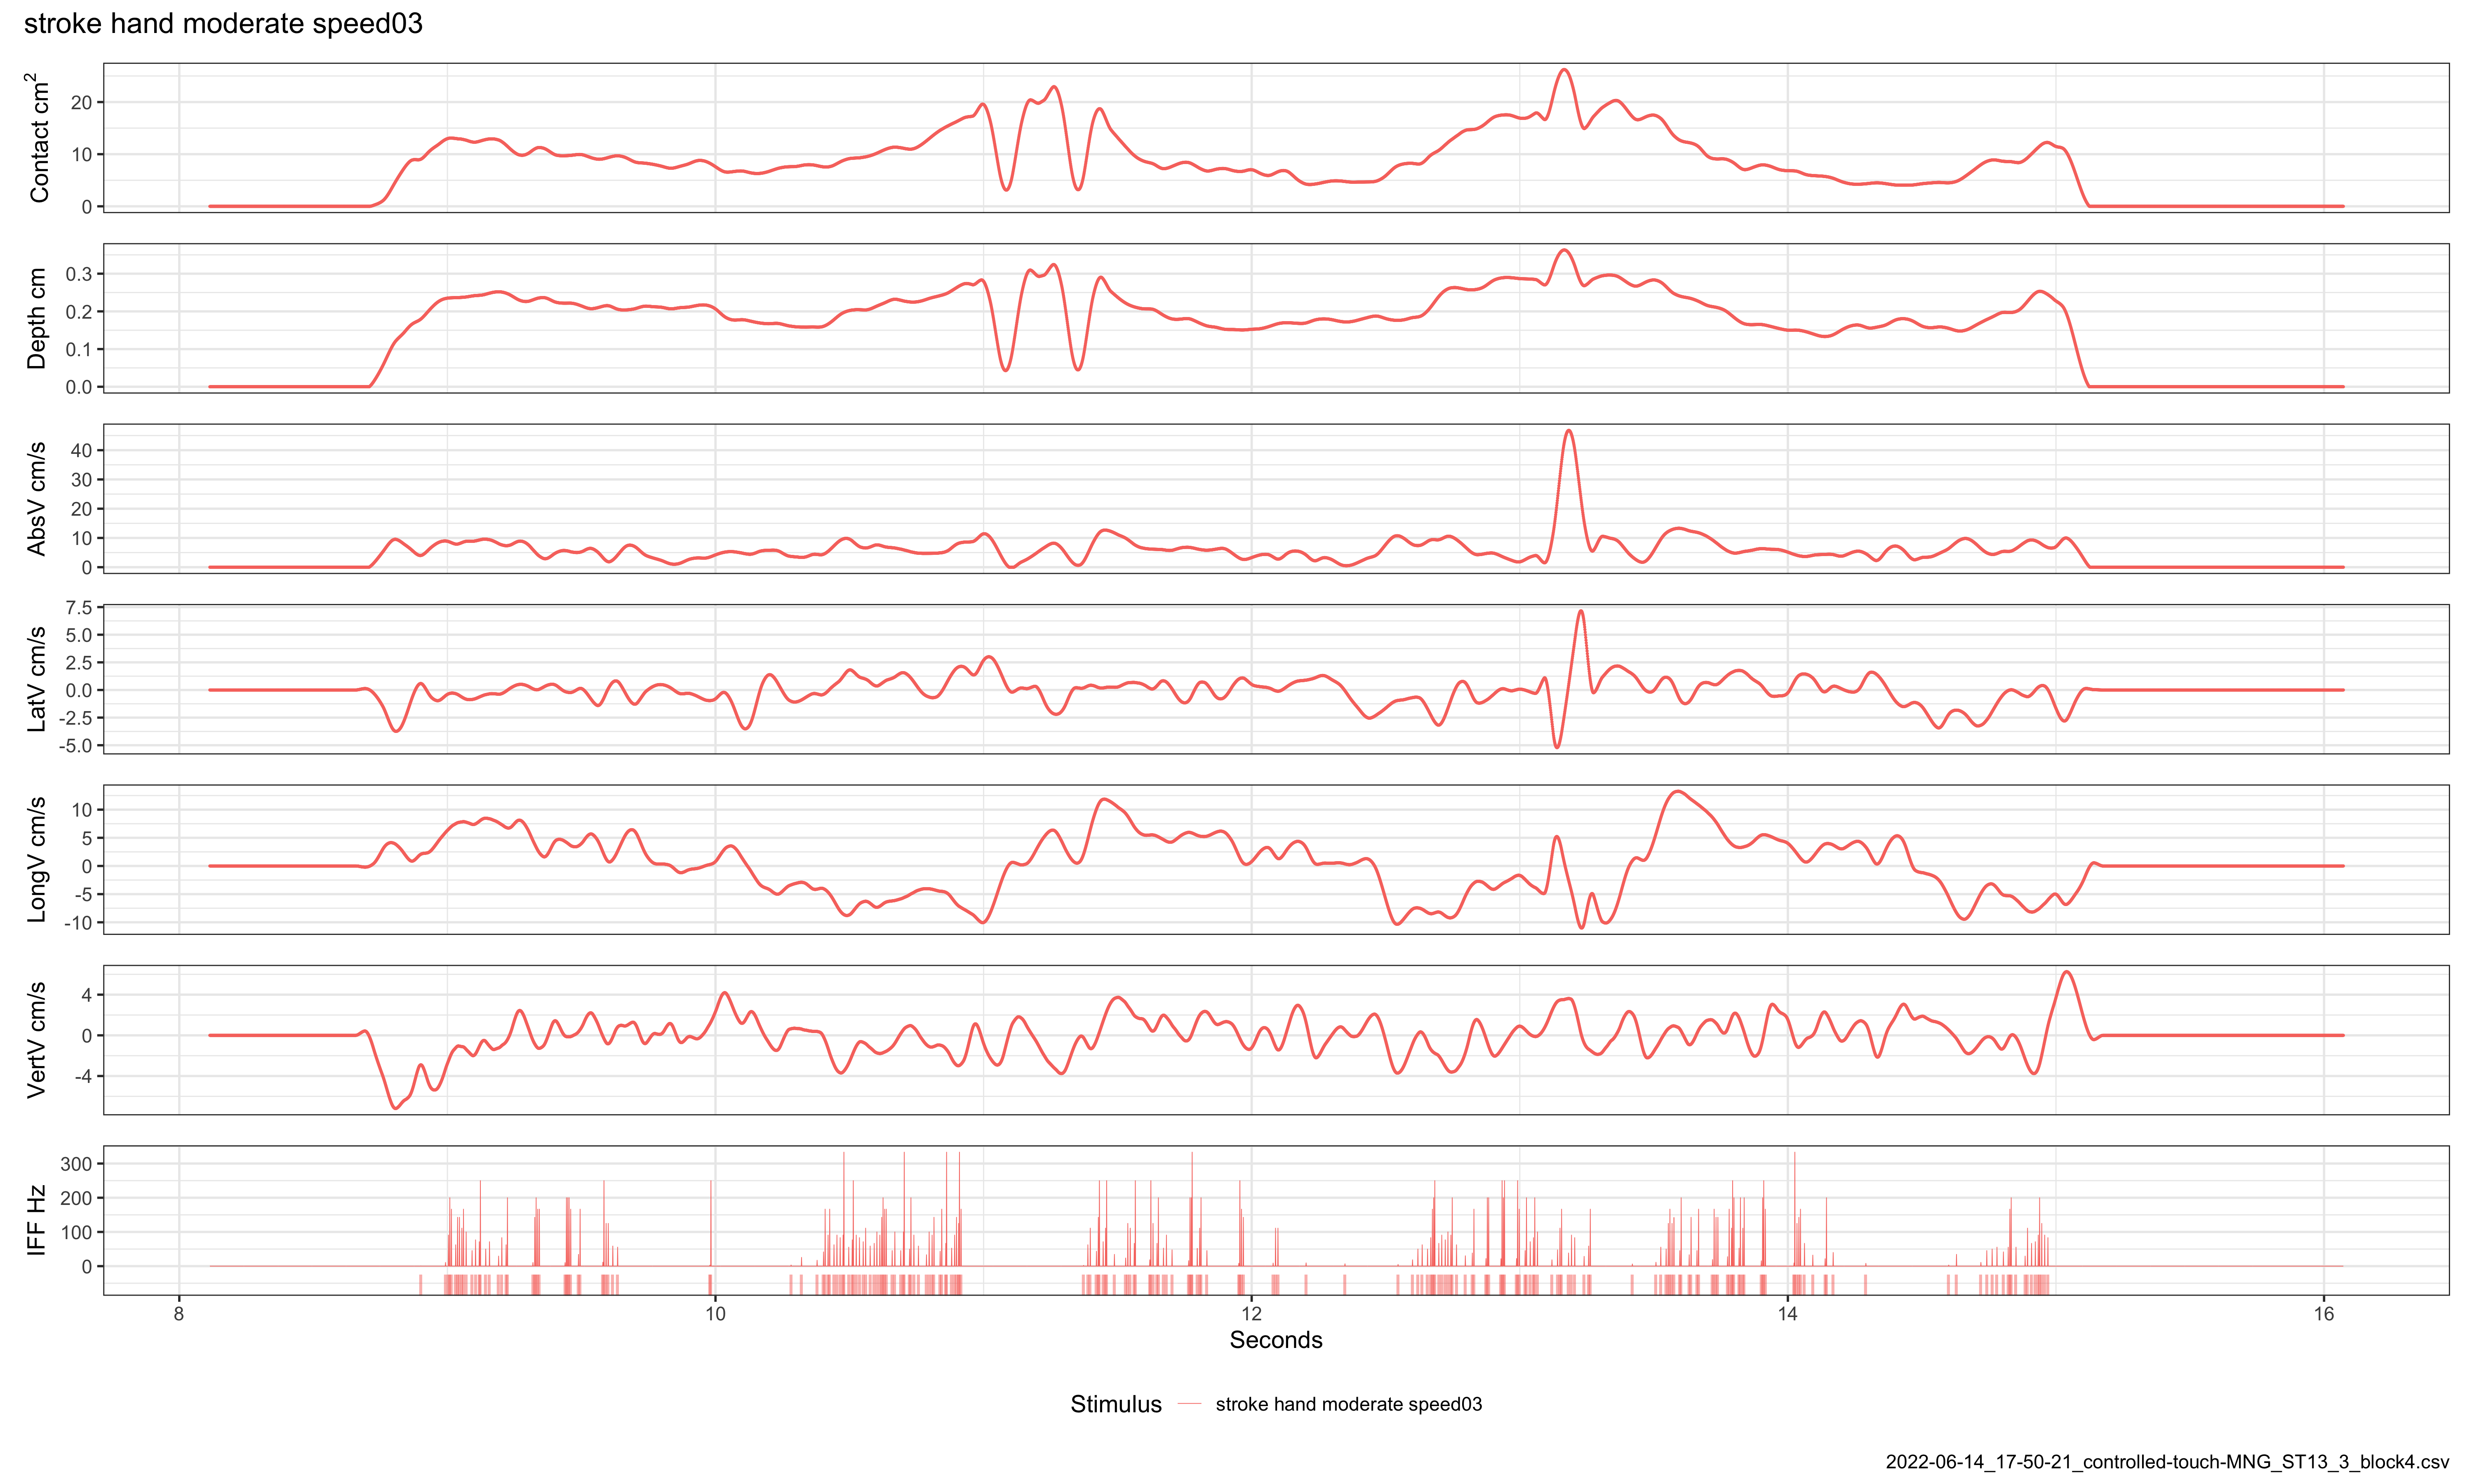 stroke hand moderate speed03
Contact cm²
20
10
0
Depth cm
0.3
0.2
0.1
0.0
AbsV cm/s
40
30
20
10
0
LatV cm/s
7.5
5.0
2.5
0.0
-2.5
-5.0
LongV cm/s
10
5
0
-5
-10
VertV cm/s
4
0
-4
IFF Hz
300
200
100
0
8 10 12 14 16
Seconds
Stimulus stroke hand moderate speed03
2022-06-14_17-50-21_controlled-touch-MNG_ST13_3_block4.csv